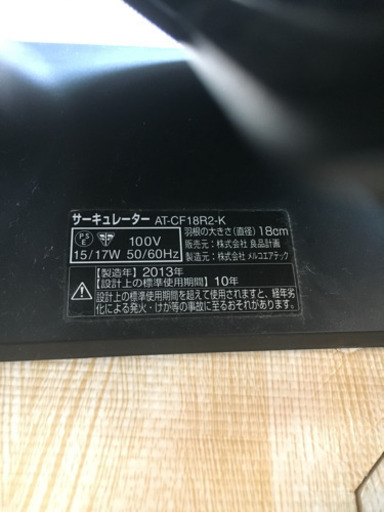 サーキュレーター AT-CF18R2-K
PSE 100V 羽根の大きさ(直径)18cm
15/17W 50/60Hz 販売元:株式会社 良品計画
製造元:株式会社 メルコエアテック
【製造年】2013年
【設計上の標準使用期間】10年
設計上の標準使用期間を超えて使用されますと、経年劣
化による発火・けが等の事故に至るおそれがあります。